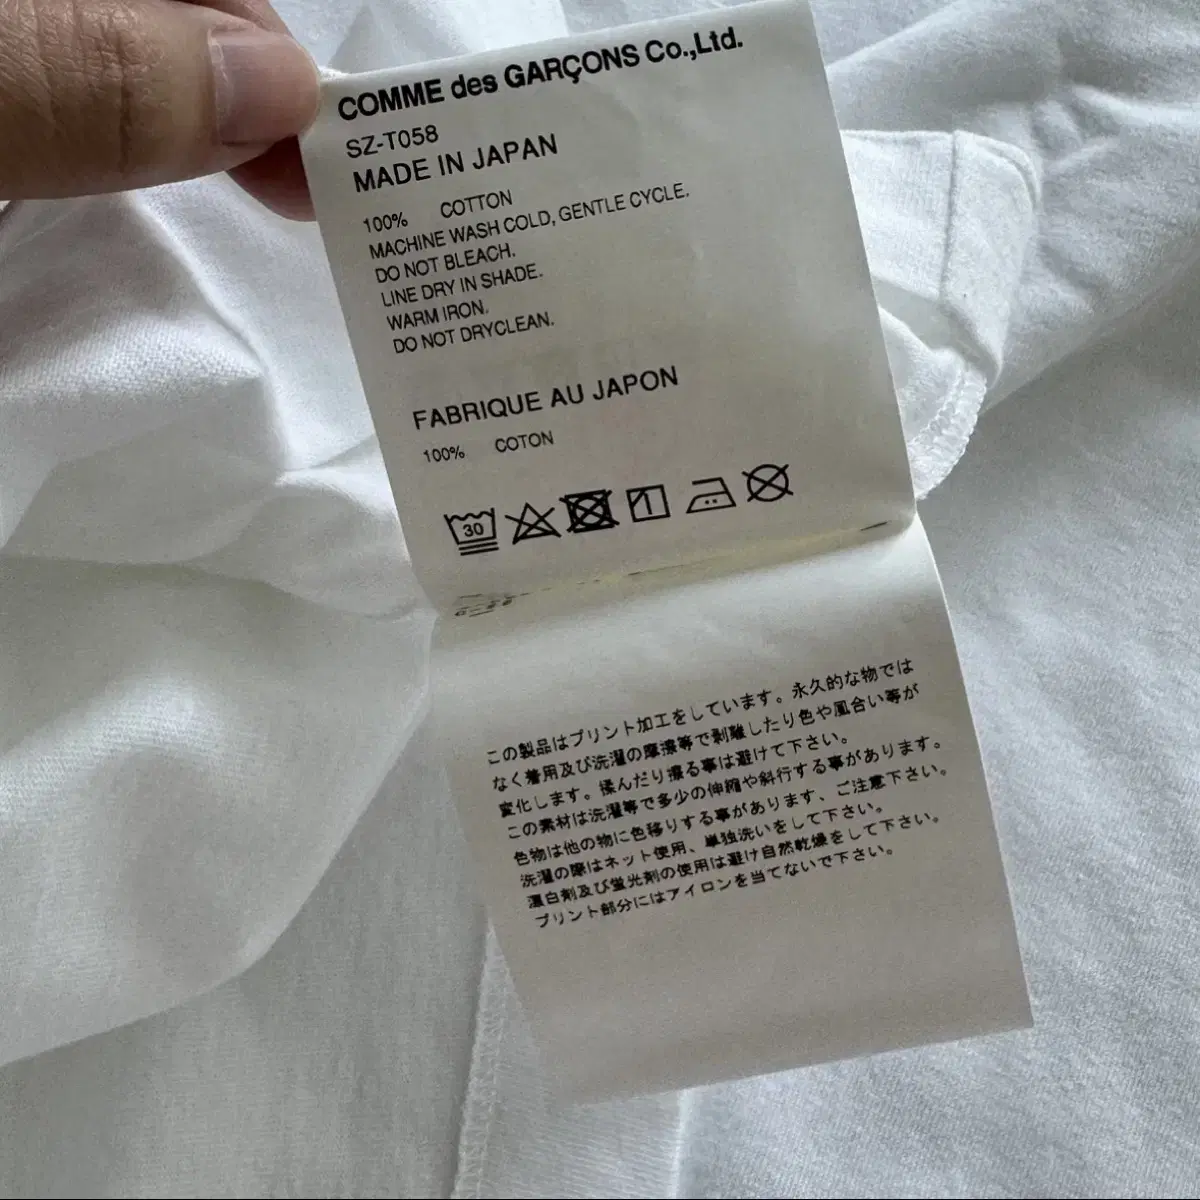 COMME des GARÇONS Co.,Ltd.
SZ-T058
MADE IN JAPAN
100% COTTON
MACHINE WASH COLD, GENTLE CYCLE.
DO NOT BLEACH.
LINE DRY IN SHADE.
WARM IRON.
DO NOT DRYCLEAN.
FABRIQUE AU JAPON
100% COTON
30
この製品はプリント加工をしています。永久的な物では
なく着用及び洗濯の摩擦等で剥離したり色や風合い等が
変化します。揉んだり擦る事は避けて下さい。
この素材は洗濯等で多少の伸縮や斜行する事があります。
色物は他の物に色移りする事があります、ご注意下さい。
洗濯の際はネット使用、単独洗いをして下さい。
漂白剤及び蛍光剤の使用は避け自然乾燥をして下さい。
プリント部分にはアイロンを当てないで下さい。